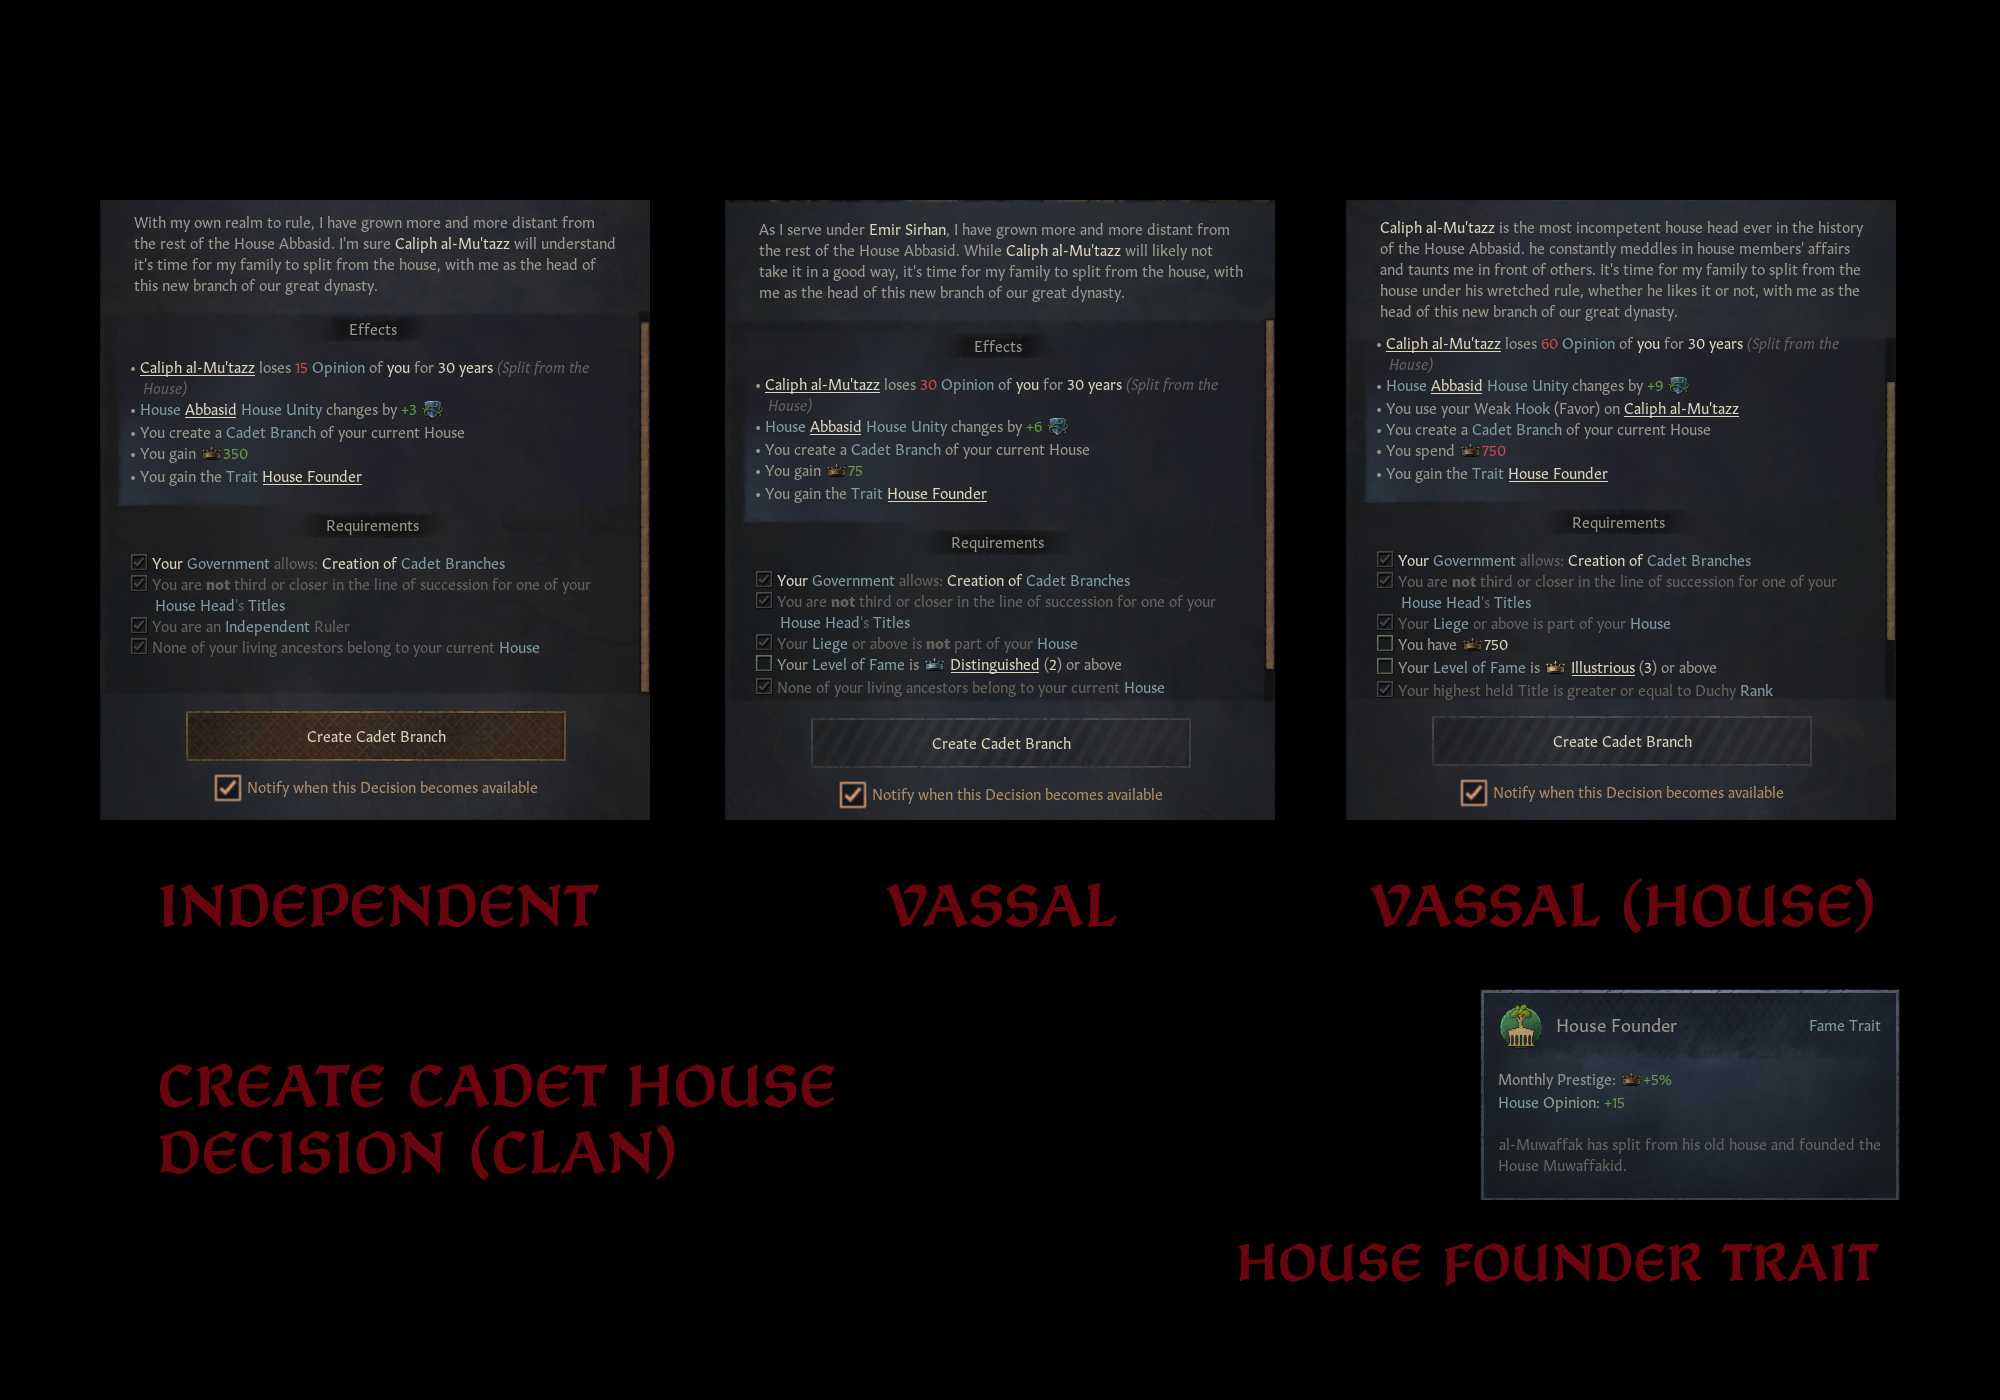 With my own realm to rule, I have grown more and more distant from
the rest of the House Abbasid. I'm sure Caliph al-Mu'tazz will understand
it's time for my family to split from the house, with me as the head of
this new branch of our great dynasty.
Effects
• Caliph al-Mu'tazz loses 15 Opinion of you for 30 years (Split from the
House)
• House Abbasid House Unity changes by +3
• You create a Cadet Branch of your current House
• You gain 350
• You gain the Trait House Founder
Requirements
Your Government allows: Creation of Cadet Branches
You are not third or closer in the line of succession for one of your
House Head's Titles
You are an Independent Ruler
None of your living ancestors belong to your current House
Create Cadet Branch
Notify when this Decision becomes available
INDEPENDENT
As I serve under Emir Sirhan, I have grown more and more distant from
the rest of the House Abbasid. While Caliph al-Mu'tazz will likely not
take it in a good way, it's time for my family to split from the house, with
me as the head of this new branch of our great dynasty.
Effects
• Caliph al-Mu'tazz loses 30 Opinion of you for 30 years (Split from the
House)
• House Abbasid House Unity changes by +6
• You create a Cadet Branch of your current House
• You gain 75
• You gain the Trait House Founder
Requirements
Your Government allows: Creation of Cadet Branches
You are not third or closer in the line of succession for one of your
House Head's Titles
Your Liege or above is not part of your House
Your Level of Fame is Distinguished (2) or above
None of your living ancestors belong to your current House
Create Cadet Branch
Notify when this Decision becomes available
VASSAL
Caliph al-Mu'tazz is the most incompetent house head ever in the history
of the House Abbasid. he constantly meddles in house members' affairs
and taunts me in front of others. It's time for my family to split from the
house under his wretched rule, whether he likes it or not, with me as the
head of this new branch of our great dynasty.
• Caliph al-Mu'tazz loses 60 Opinion of you for 30 years (Split from the
House)
• House Abbasid House Unity changes by +9
• You use your Weak Hook (Favor) on Caliph al-Mu'tazz
• You create a Cadet Branch of your current House
• You spend 750
• You gain the Trait House Founder
Requirements
Your Government allows: Creation of Cadet Branches
You are not third or closer in the line of succession for one of your
House Head's Titles
Your Liege or above is part of your House
You have 750
Your Level of Fame is Illustrious (3) or above
Your highest held Title is greater or equal to Duchy Rank
Create Cadet Branch
Notify when this Decision becomes available
VASSAL (HOUSE)
CREATE CADET HOUSE
DECISION (CLAN)
House Founder
Fame Trait
Monthly Prestige: +5%
House Opinion: +15
al-Muwaffak has split from his old house and founded the
House Muwaffakid.
HOUSE FOUNDER TRAIT